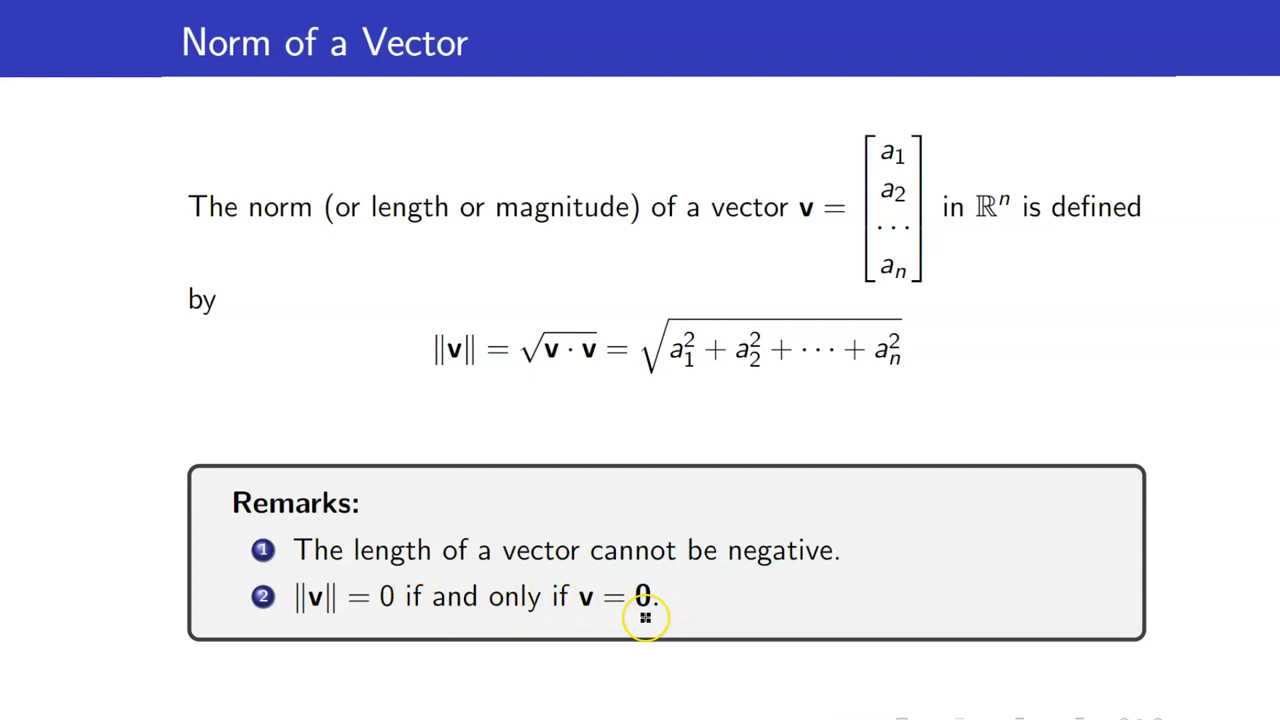 Norm of a Vector
The norm (or length or magnitude) of a vector v = [a₁ a₂ ··· aₙ] in ℝⁿ is defined
by
‖v‖ = √(v · v) = √(a₁² + a₂² + ··· + aₙ²)
Remarks:
1 The length of a vector cannot be negative.
2 ‖v‖ = 0 if and only if v = 0.